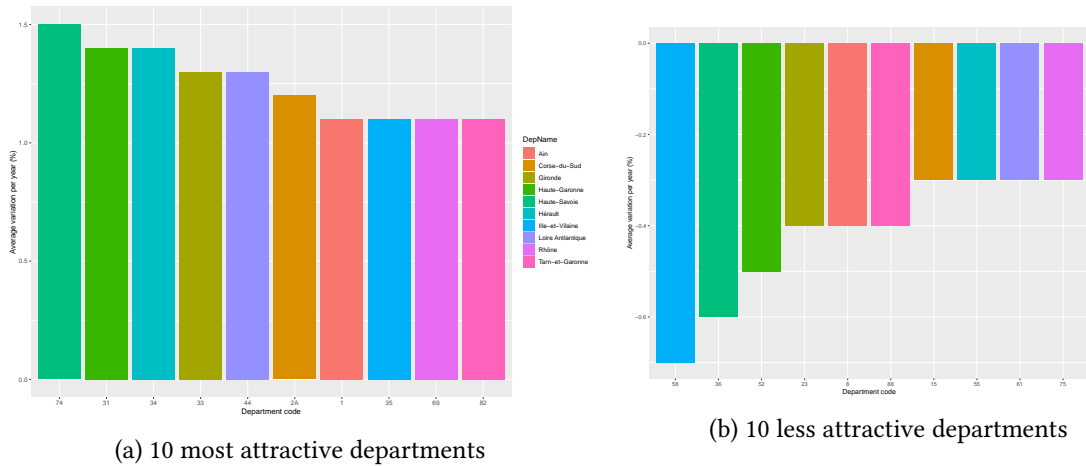 Average variation per year (%)
1.5
1.0
0.5
0.0
74 31 34 33 44 2A 1 35 69 82
Department code
DepName
Ain
Corse−du−Sud
Gironde
Haute−Garonne
Haute−Savoie
Hérault
Ille−et−Vilaine
Loire Antlantique
Rhône
Tarn−et−Garonne
(a) 10 most attractive departments
Average variation per year (%)
0.0
−0.2
−0.4
−0.6
58 36 52 23 8 88 15 55 61 75
Department code
(b) 10 less attractive departments